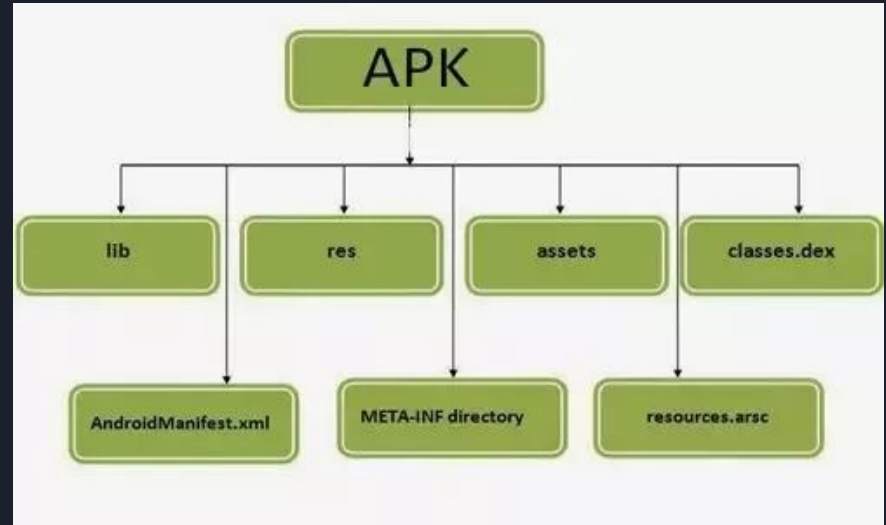 APK
lib
res
assets
classes.dex
AndroidManifest.xml
META-INF directory
resources.arsc